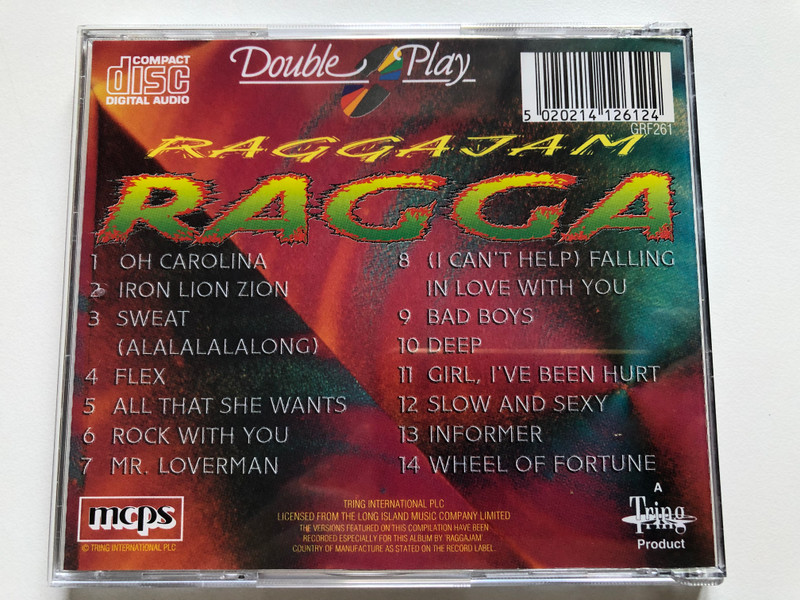 COMPACT
disc
DIGITAL AUDIO
Double Play
5 020214 126124
GRF261
RAGGAJAM
RAGGA
1 OH CAROLINA
2 IRON LION ZION
3 SWEAT
(ALALALALALONG)
4 FLEX
5 ALL THAT SHE WANTS
6 ROCK WITH YOU
7 MR. LOVERMAN
8 (I CAN'T HELP) FALLING
IN LOVE WITH YOU
9 BAD BOYS
10 DEEP
11 GIRL, I'VE BEEN HURT
12 SLOW AND SEXY
13 INFORMER
14 WHEEL OF FORTUNE
mcps
© TRING INTERNATIONAL PLC
TRING INTERNATIONAL PLC
LICENSED FROM THE LONG ISLAND MUSIC COMPANY LIMITED
THE VERSIONS FEATURED ON THIS COMPILATION HAVE BEEN
RECORDED ESPECIALLY FOR THIS ALBUM BY 'RAGGAJAM'
COUNTRY OF MANUFACTURE AS STATED ON THE RECORD LABEL.
A
Tring
Tring
Product